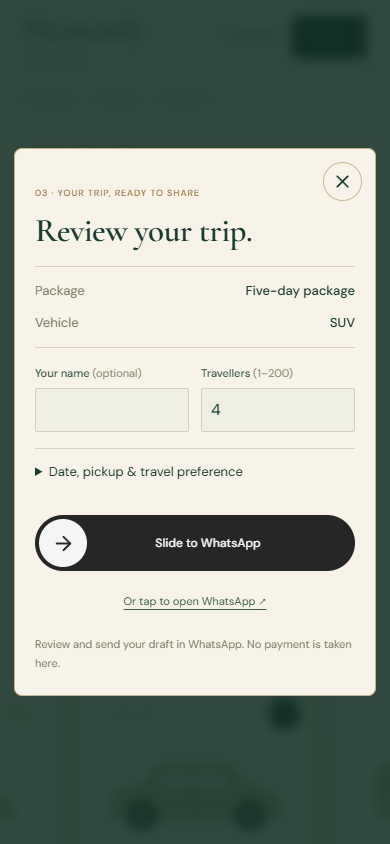 03 · YOUR TRIP, READY TO SHARE
Review your trip.
Package Five-day package
Vehicle SUV
Your name (optional) Travellers (1–200)
4
Date, pickup & travel preference
Slide to WhatsApp
Or tap to open WhatsApp ↗
Review and send your draft in WhatsApp. No payment is taken
here.